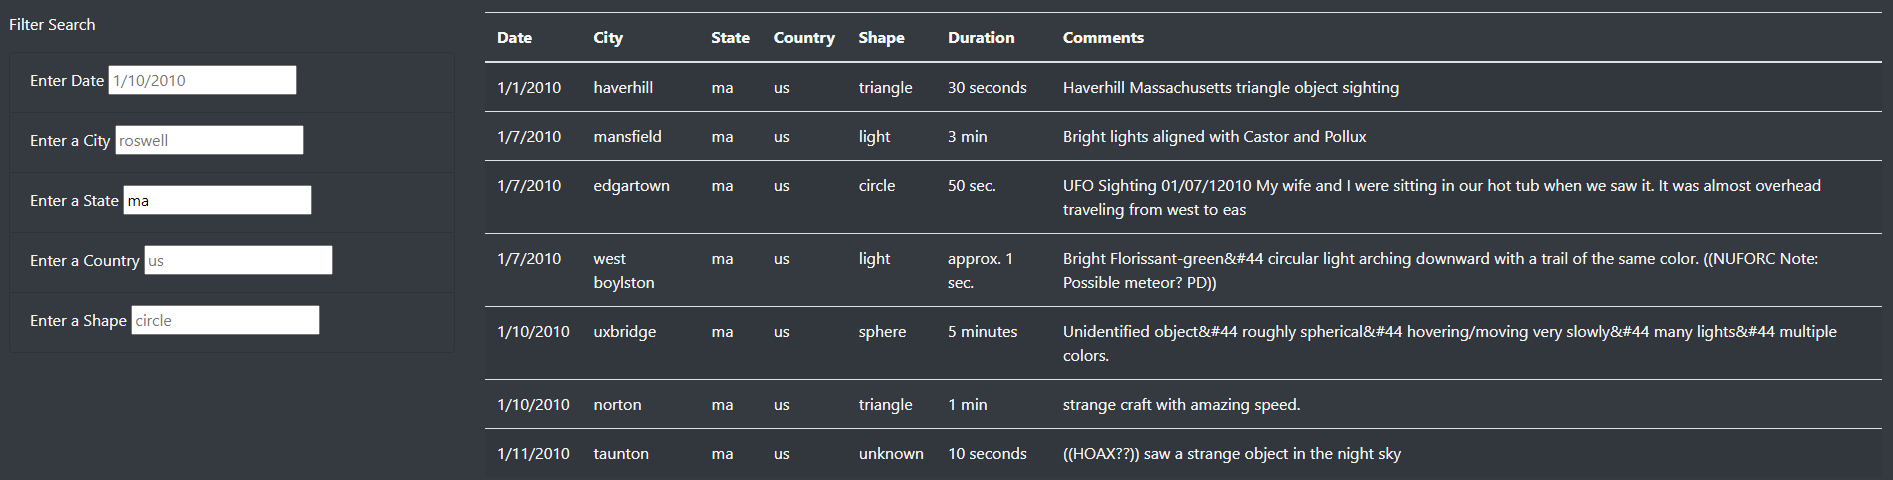 Filter Search
Enter Date 1/10/2010
Enter a City roswell
Enter a State ma
Enter a Country us
Enter a Shape circle
Date City State Country Shape Duration Comments
1/1/2010 haverhill ma us triangle 30 seconds Haverhill Massachusetts triangle object sighting
1/7/2010 mansfield ma us light 3 min Bright lights aligned with Castor and Pollux
1/7/2010 edgartown ma us circle 50 sec. UFO Sighting 01/07/12010 My wife and I were sitting in our hot tub when we saw it. It was almost overhead
traveling from west to eas
1/7/2010 west ma us light approx. 1 Bright Florissant-green&#44 circular light arching downward with a trail of the same color. ((NUFORC Note:
boylston sec. Possible meteor? PD))
1/10/2010 uxbridge ma us sphere 5 minutes Unidentified object&#44 roughly spherical&#44 hovering/moving very slowly&#44 many lights&#44 multiple
colors.
1/10/2010 norton ma us triangle 1 min strange craft with amazing speed.
1/11/2010 taunton ma us unknown 10 seconds ((HOAX??)) saw a strange object in the night sky